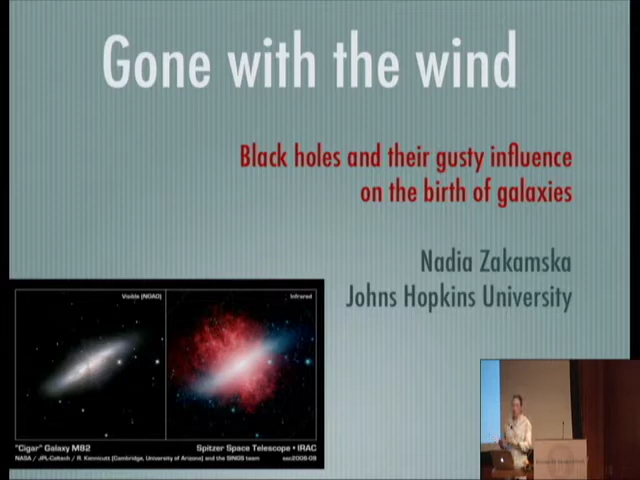 Gone with the wind
Black holes and their gusty influence
on the birth of galaxies
Nadia Zakamska
Johns Hopkins University
Visible (NOAO)
Infrared
"Cigar" Galaxy M82
Spitzer Space Telescope • IRAC
NASA / JPL-Caltech / R. Kennicutt (Cambridge, University of Arizona) and the SINGS team
ssc2006-09